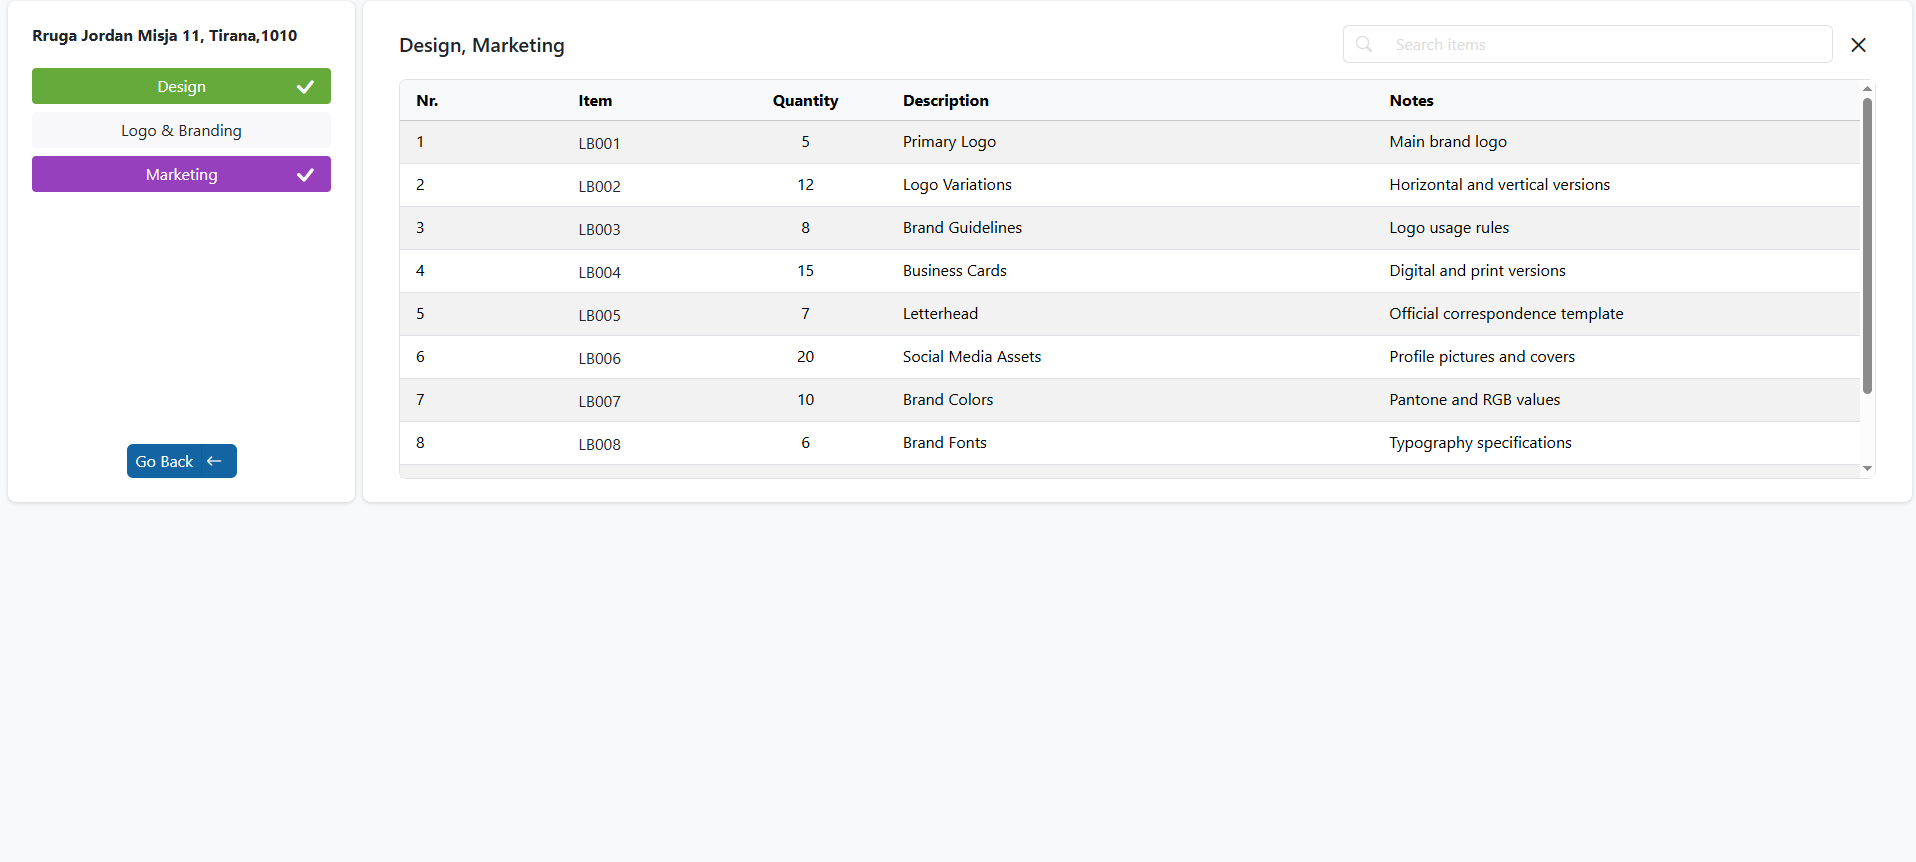 Rruga Jordan Misja 11, Tirana,1010
Design
Logo & Branding
Marketing
Go Back
Design, Marketing
Search items
Nr. Item Quantity Description Notes
1 LB001 5 Primary Logo Main brand logo
2 LB002 12 Logo Variations Horizontal and vertical versions
3 LB003 8 Brand Guidelines Logo usage rules
4 LB004 15 Business Cards Digital and print versions
5 LB005 7 Letterhead Official correspondence template
6 LB006 20 Social Media Assets Profile pictures and covers
7 LB007 10 Brand Colors Pantone and RGB values
8 LB008 6 Brand Fonts Typography specifications